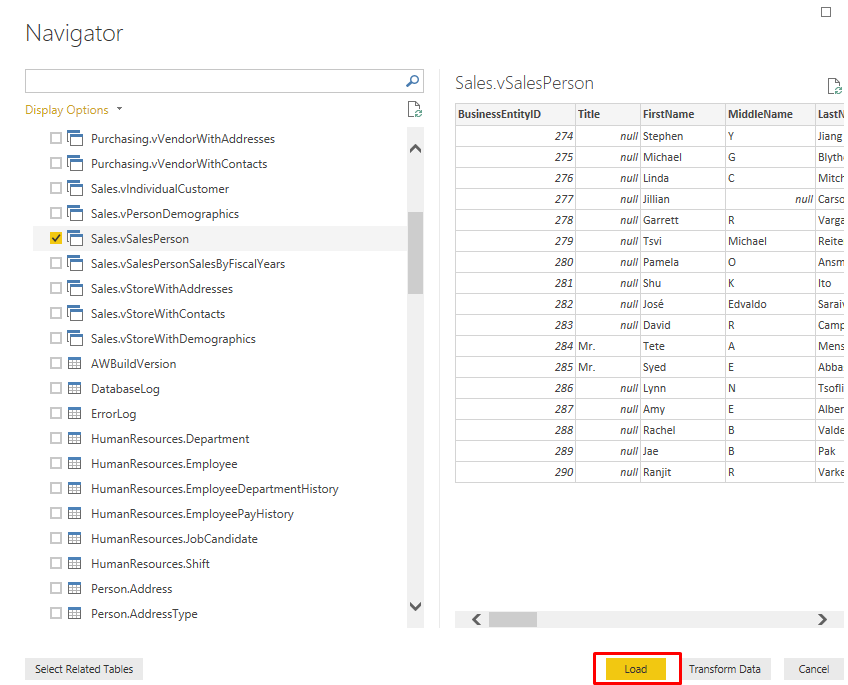 Navigator
Display Options
Purchasing.vVendorWithAddresses
Purchasing.vVendorWithContacts
Sales.vIndividualCustomer
Sales.vPersonDemographics
Sales.vSalesPerson
Sales.vSalesPersonSalesByFiscalYears
Sales.vStoreWithAddresses
Sales.vStoreWithContacts
Sales.vStoreWithDemographics
AWBuildVersion
DatabaseLog
ErrorLog
HumanResources.Department
HumanResources.Employee
HumanResources.EmployeeDepartmentHistory
HumanResources.EmployeePayHistory
HumanResources.JobCandidate
HumanResources.Shift
Person.Address
Person.AddressType
Sales.vSalesPerson
BusinessEntityID Title FirstName MiddleName LastN
274 null Stephen Y Jiang
275 null Michael G Blythe
276 null Linda C Mitch
277 null Jillian null Carso
278 null Garrett R Varga
279 null Tsvi Michael Reite
280 null Pamela O Ansm
281 null Shu K Ito
282 null José Edvaldo Saraiv
283 null David R Camp
284 Mr. Tete A Mens
285 Mr. Syed E Abba
286 null Lynn N Tsofli
287 null Amy E Alber
288 null Rachel B Valde
289 null Jae B Pak
290 null Ranjit R Varke
Select Related Tables
Load Transform Data Cancel